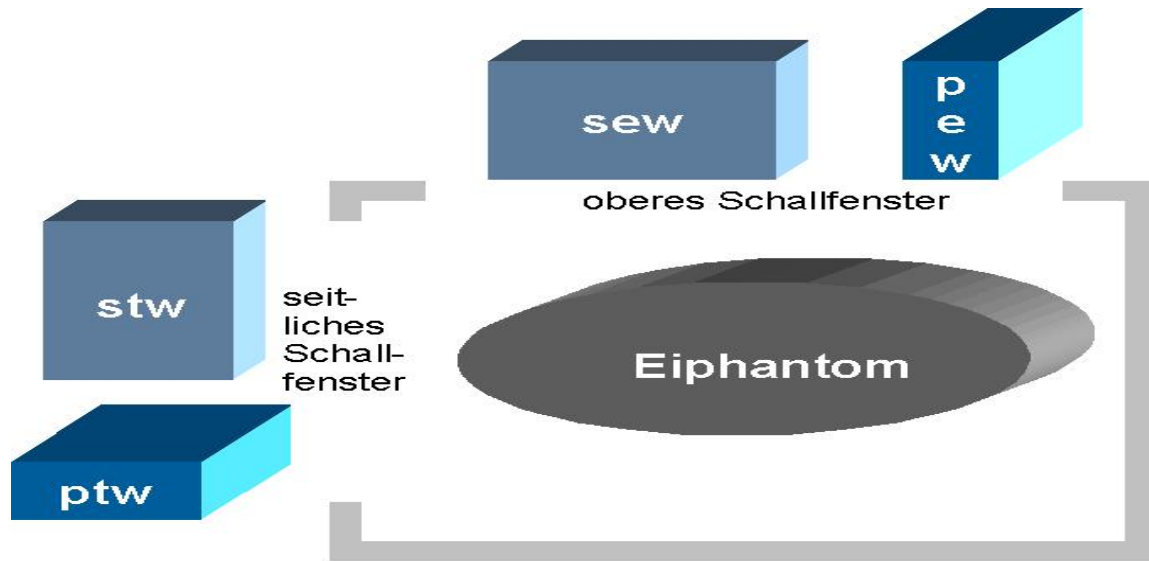 sew
p
e
w
oberes Schallfenster
stw
seit-
liches
Schall-
fenster
Eiphantom
ptw